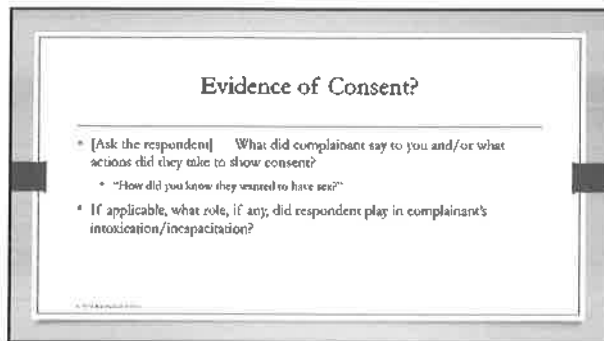 Evidence of Consent?
• [Ask the respondent] What did complainant say to you and/or what
actions did they take to show consent?
• "How did you know they wanted to have sex?"
• If applicable, what role, if any, did respondent play in complainant's
intoxication/incapacitation?